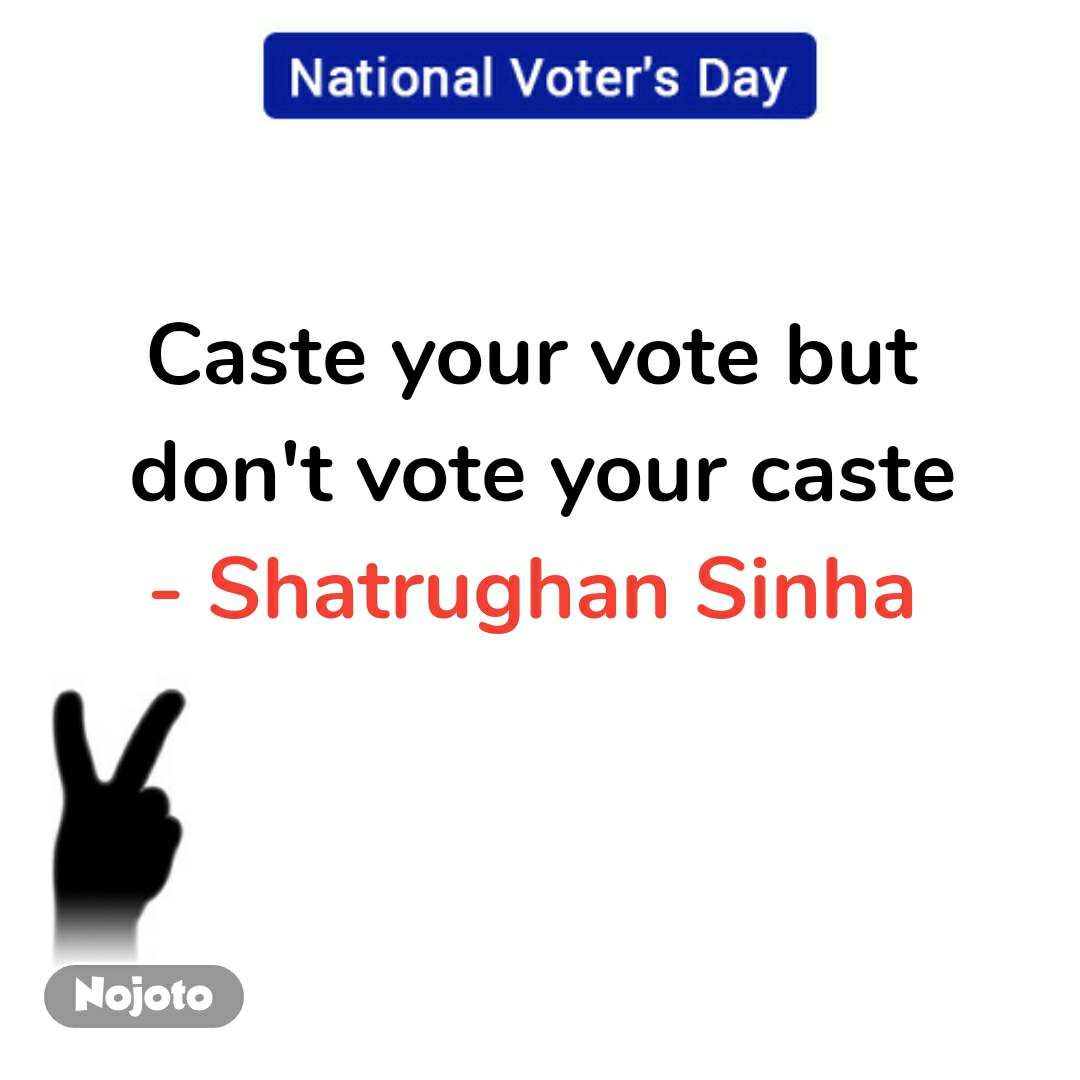 National Voter's Day
Caste your vote but
don't vote your caste
- Shatrughan Sinha
Nojoto